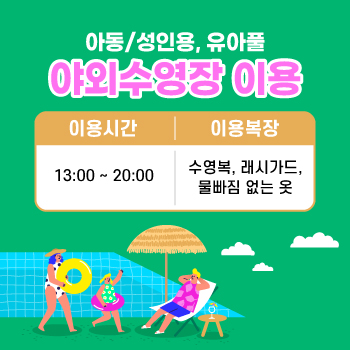 아동/성인용, 유아풀
야외수영장 이용
이용시간
이용복장
13:00 ~ 20:00
수영복, 래시가드,
물빠짐 없는 옷